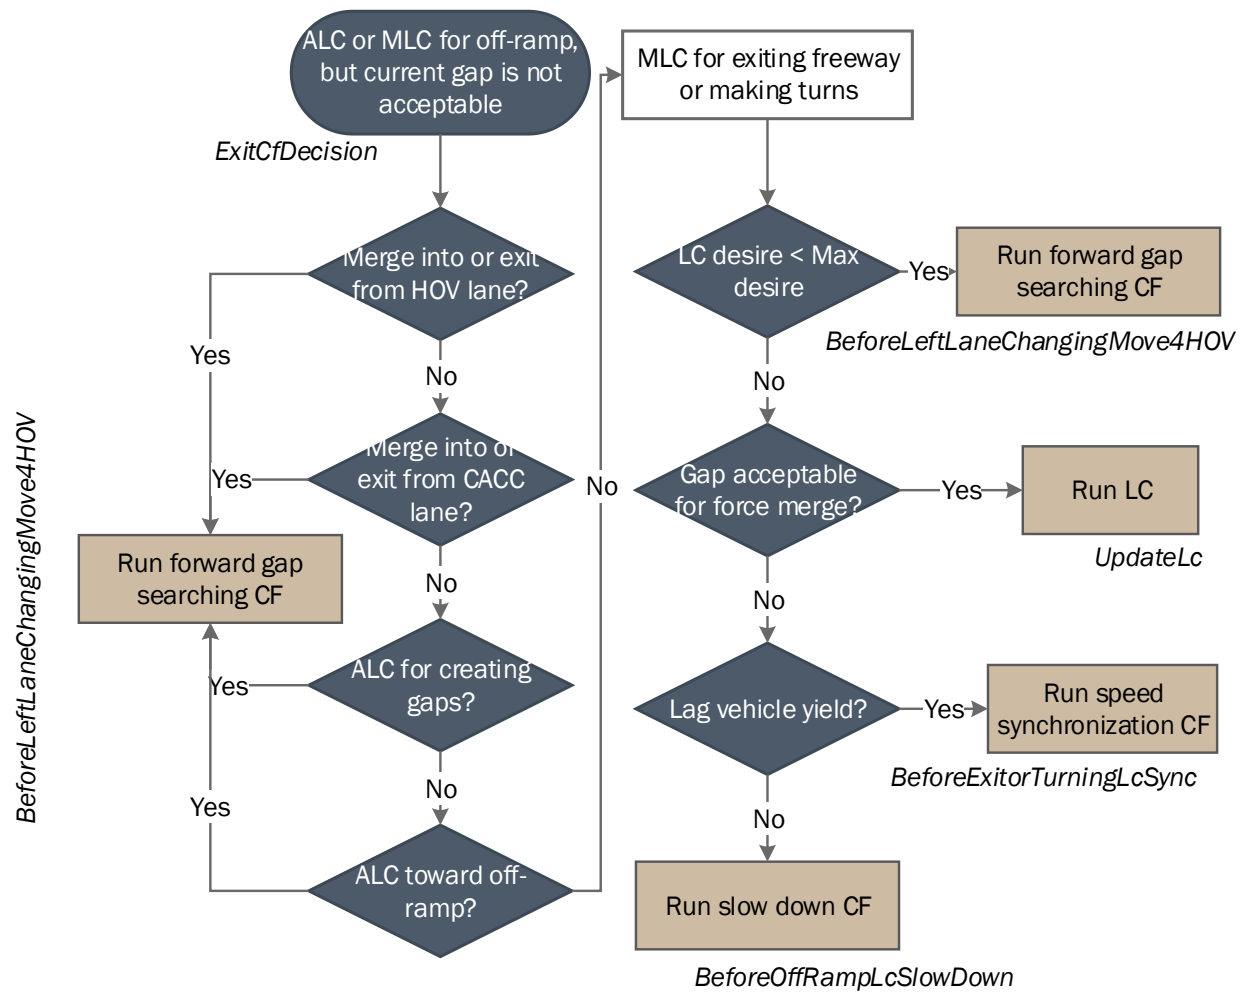 ALC or MLC for off-ramp,
but current gap is not
acceptable
ExitCfDecision
Merge into or exit
from HOV lane?
Yes
No
Merge into or
exit from CACC
lane?
Yes
No
BeforeLeftLaneChangingMove4HOV
Run forward gap
searching CF
ALC for creating
gaps?
Yes
No
ALC toward off-
ramp?
Yes
No
MLC for exiting freeway
or making turns
LC desire < Max
desire
Yes
Run forward gap
searching CF
BeforeLeftLaneChangingMove4HOV
No
Gap acceptable
for force merge?
Yes
Run LC
UpdateLc
No
Lag vehicle yield?
Yes
Run speed
synchronization CF
BeforeExitorTurningLcSync
No
Run slow down CF
BeforeOffRampLcSlowDown